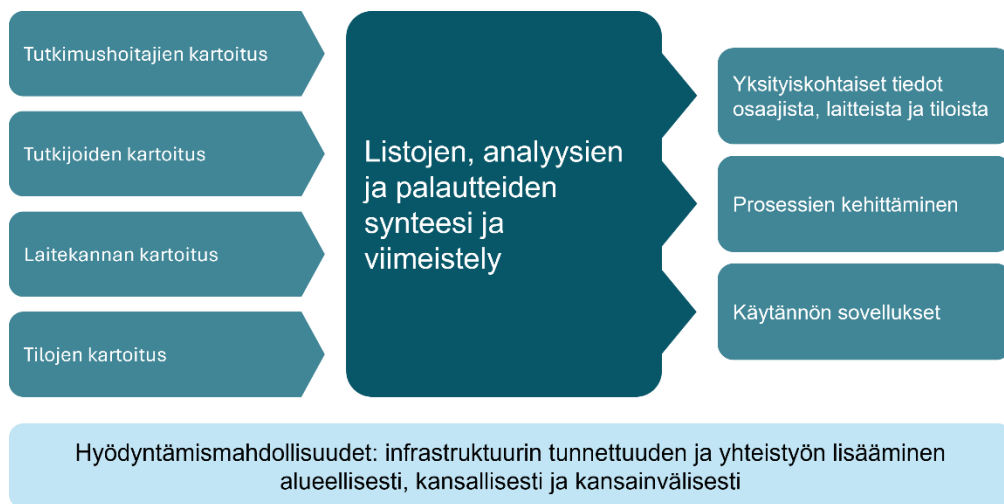 Tutkimushoitajien kartoitus
Tutkijoiden kartoitus
Laitekannan kartoitus
Tilojen kartoitus
Listojen, analyysien
ja palautteiden
synteesi ja
viimeistely
Yksityiskohtaiset tiedot
osaajista, laitteista ja tiloista
Prosessien kehittäminen
Käytännön sovellukset
Hyödyntämismahdollisuudet: infrastruktuurin tunnettuuden ja yhteistyön lisääminen
alueellisesti, kansallisesti ja kansainvälisesti